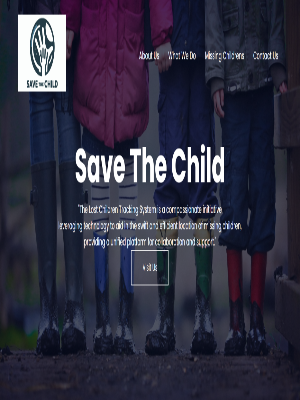 SAVE THE CHILD
About Us What We Do Missing Childrens Contact Us
Save The Child
"The Lost Children Tracking System is a compassionate initiative
leveraging technology to aid in the swift and efficient location of missing children,
providing a unified platform for collaboration and support."
Visit Us